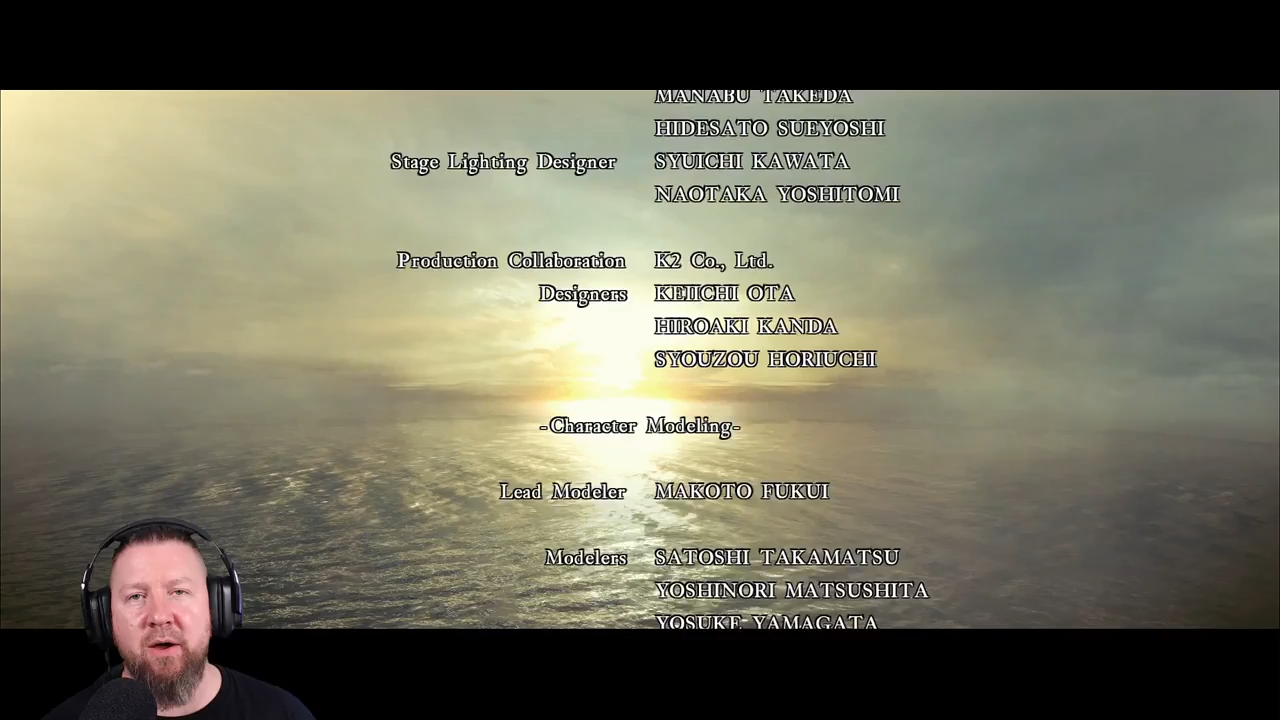 MANABU TAKEDA
HIDESATO SUEYOSHI
Stage Lighting Designer SYUICHI KAWATA
NAOTAKA YOSHITOMI
Production Collaboration K2 Co., Ltd.
Designers KEIICHI OTA
HIROAKI KANDA
SYOUZOU HORIUCHI
-Character Modeling-
Lead Modeler MAKOTO FUKUI
Modelers SATOSHI TAKAMATSU
YOSHINORI MATSUSHITA
YOSUKE YAMAGATA